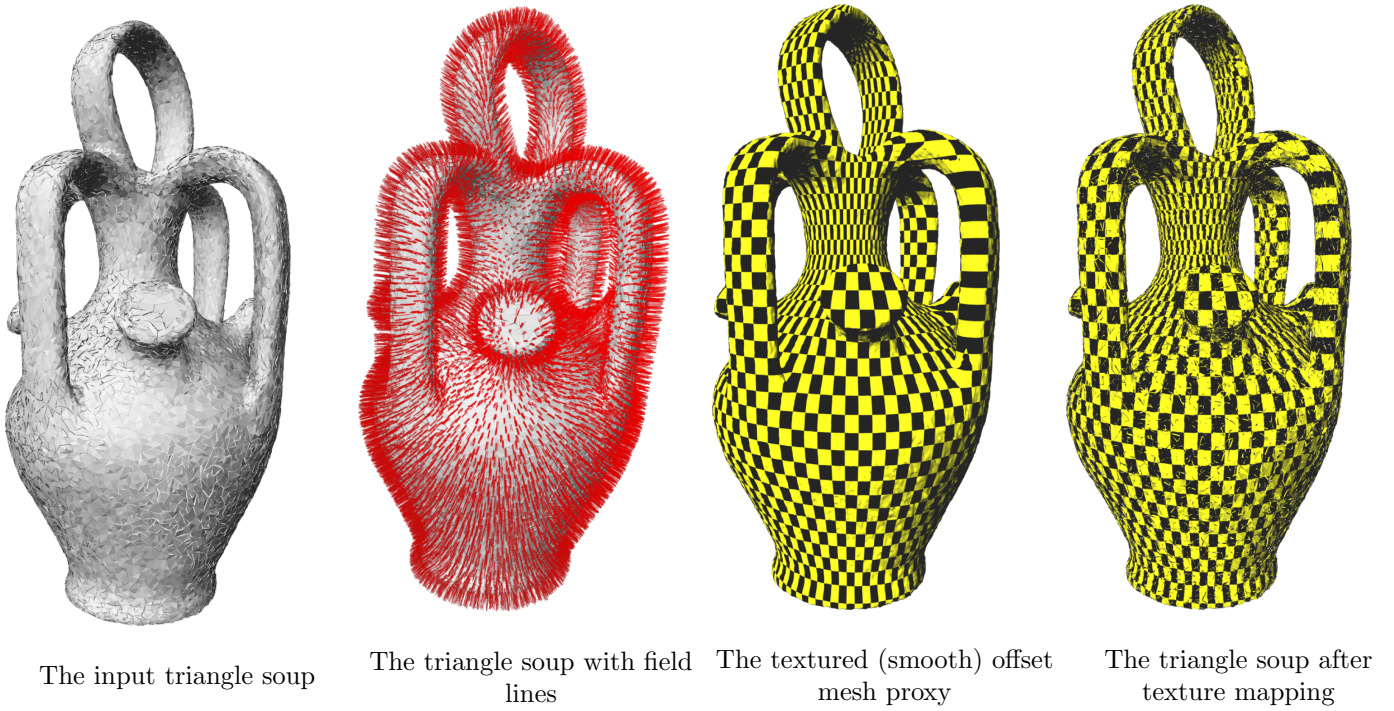 The input triangle soup
The triangle soup with field
lines
The textured (smooth) offset
mesh proxy
The triangle soup after
texture mapping